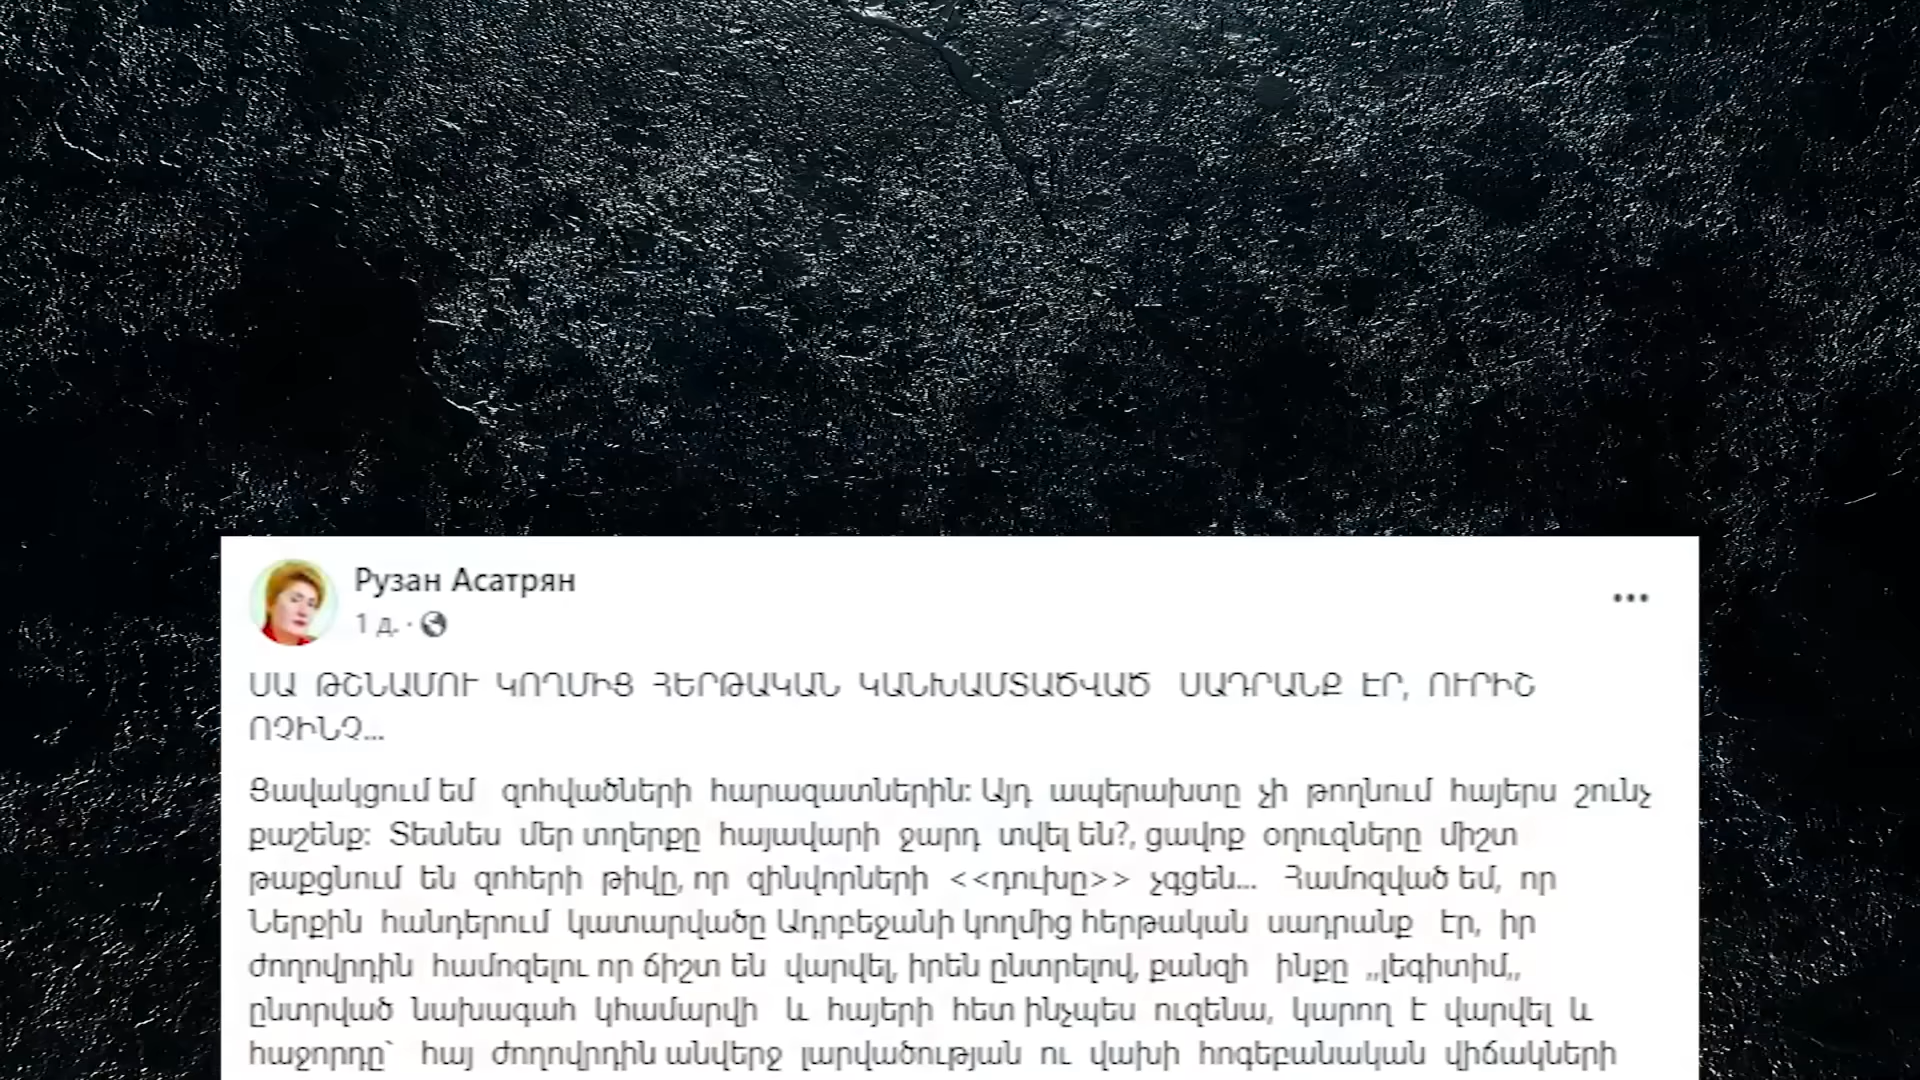 Рузан Асатрян
1 д. ·
ՍԱ ԹՇՆԱՄՈՒ ԿՈՂՄԻՑ ՀԵՐԹԱԿԱՆ ԿԱՆԽԱՄՏԱԾՎԱԾ ՍԱԴՐԱՆՔ ԷՐ, ՈՒՐԻՇ
ՈՉԻՆՉ...
Ցավակցում եմ զոհվածների հարազատներին: Այդ ապերախտը չի թողնում հայերս շունչ
քաշենք: Տեսնես մեր տղերքը հայավարի ջարդ տվել են?, ցավոք օղուզները միշտ
թաքցնում են զոհերի թիվը, որ զինվորների <<դուխը>> չգցեն... Համոզված եմ, որ
Ներքին հանդերում կատարվածը Ադրբեջանի կողմից հերթական սադրանք էր, իր
ժողովրդին համոզելու որ ճիշտ են վարվել, իրեն ընտրելով, քանզի ինքը ,,լեգիտիմ,,
ընտրված նախագահ կհամարվի և հայերի հետ ինչպես ուզենա, կարող է վարվել և
հաջորդը՝ հայ ժողովրդին անվերջ լարվածության ու վախի հոգեբանական վիճակների